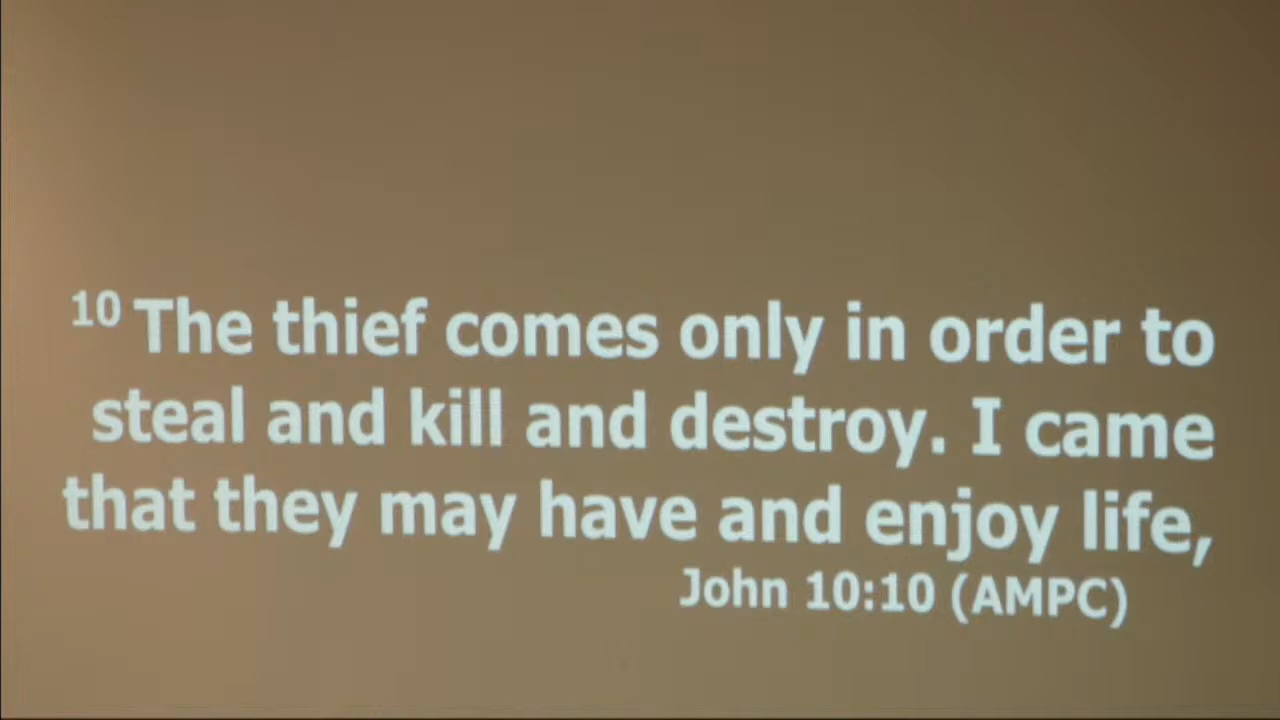 10 The thief comes only in order to
steal and kill and destroy. I came
that they may have and enjoy life,
John 10:10 (AMPC)